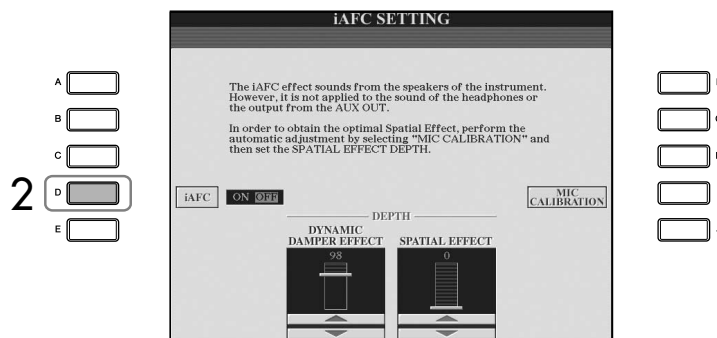 iAFC SETTING
The iAFC effect sounds from the speakers of the instrument.
However, it is not applied to the sound of the headphones or
the output from the AUX OUT.
In order to obtain the optimal Spatial Effect, perform the
automatic adjustment by selecting "MIC CALIBRATION" and
then set the SPATIAL EFFECT DEPTH.
A
B
C
2 D
E
iAFC ON OFF
MIC
CALIBRATION
DEPTH
DYNAMIC
DAMPER EFFECT
SPATIAL EFFECT
98
0